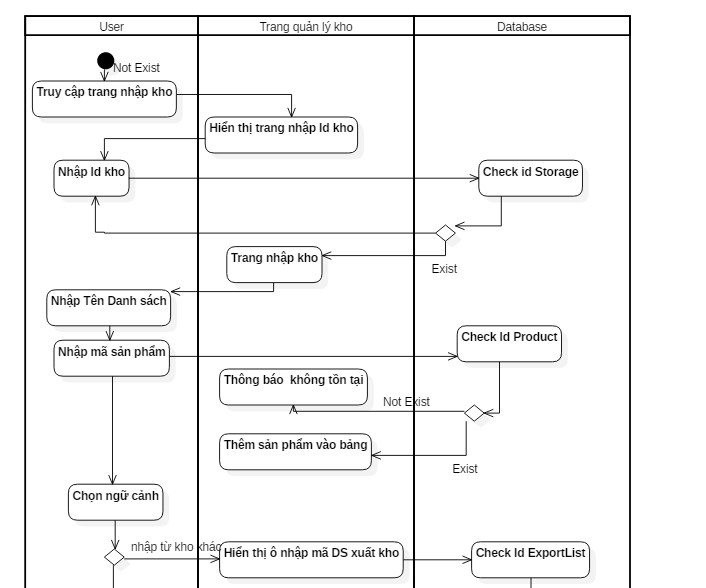 User
Trang quản lý kho
Database
Not Exist
Truy cập trang nhập kho
Hiển thị trang nhập Id kho
Nhập Id kho
Check id Storage
Trang nhập kho
Exist
Nhập Tên Danh sách
Check Id Product
Nhập mã sản phẩm
Thông báo  không tồn tại
Not Exist
Thêm sản phẩm vào bảng
Exist
Chọn ngữ cảnh
nhập từ kho khác
Hiển thị ô nhập mã DS xuất kho
Check Id ExportList